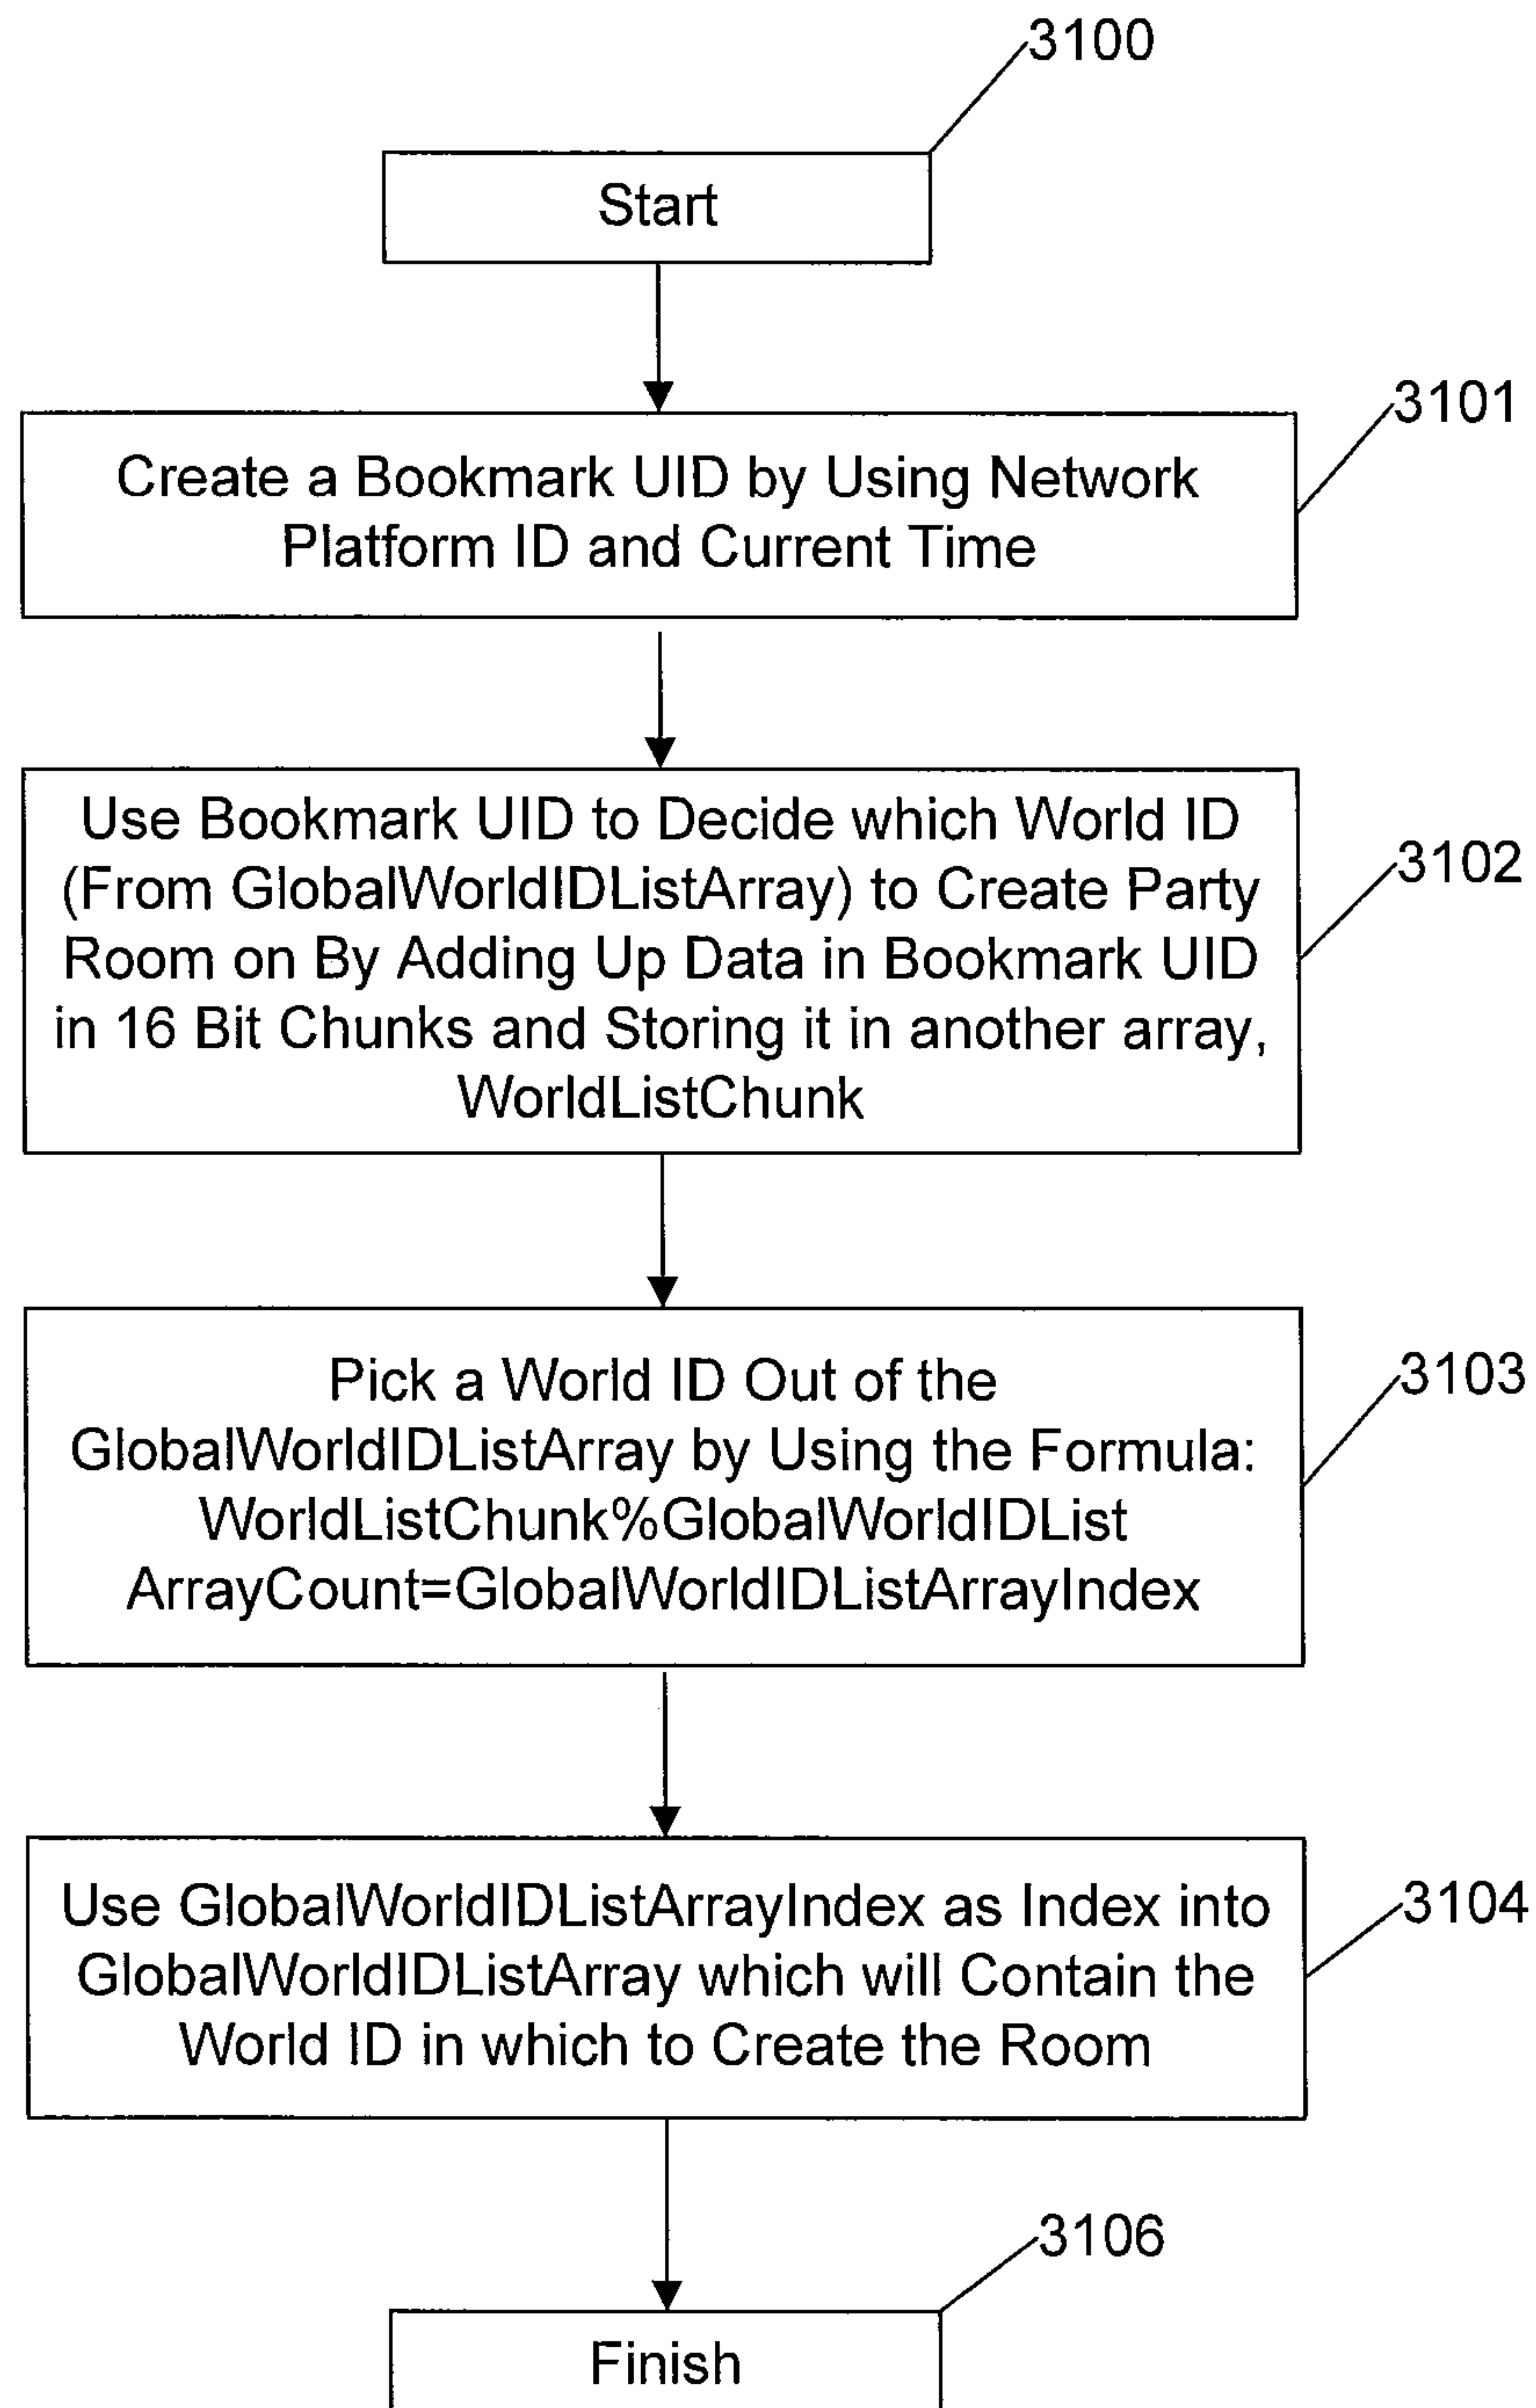 3100
Start
3101
Create a Bookmark UID by Using Network
Platform ID and Current Time
3102
Use Bookmark UID to Decide which World ID
(From GlobalWorldIDListArray) to Create Party
Room on By Adding Up Data in Bookmark UID
in 16 Bit Chunks and Storing it in another array,
WorldListChunk
3103
Pick a World ID Out of the
GlobalWorldIDListArray by Using the Formula:
WorldListChunk%GlobalWorldIDList
ArrayCount=GlobalWorldIDListArrayIndex
3104
Use GlobalWorldIDListArrayIndex as Index into
GlobalWorldIDListArray which will Contain the
World ID in which to Create the Room
3106
Finish